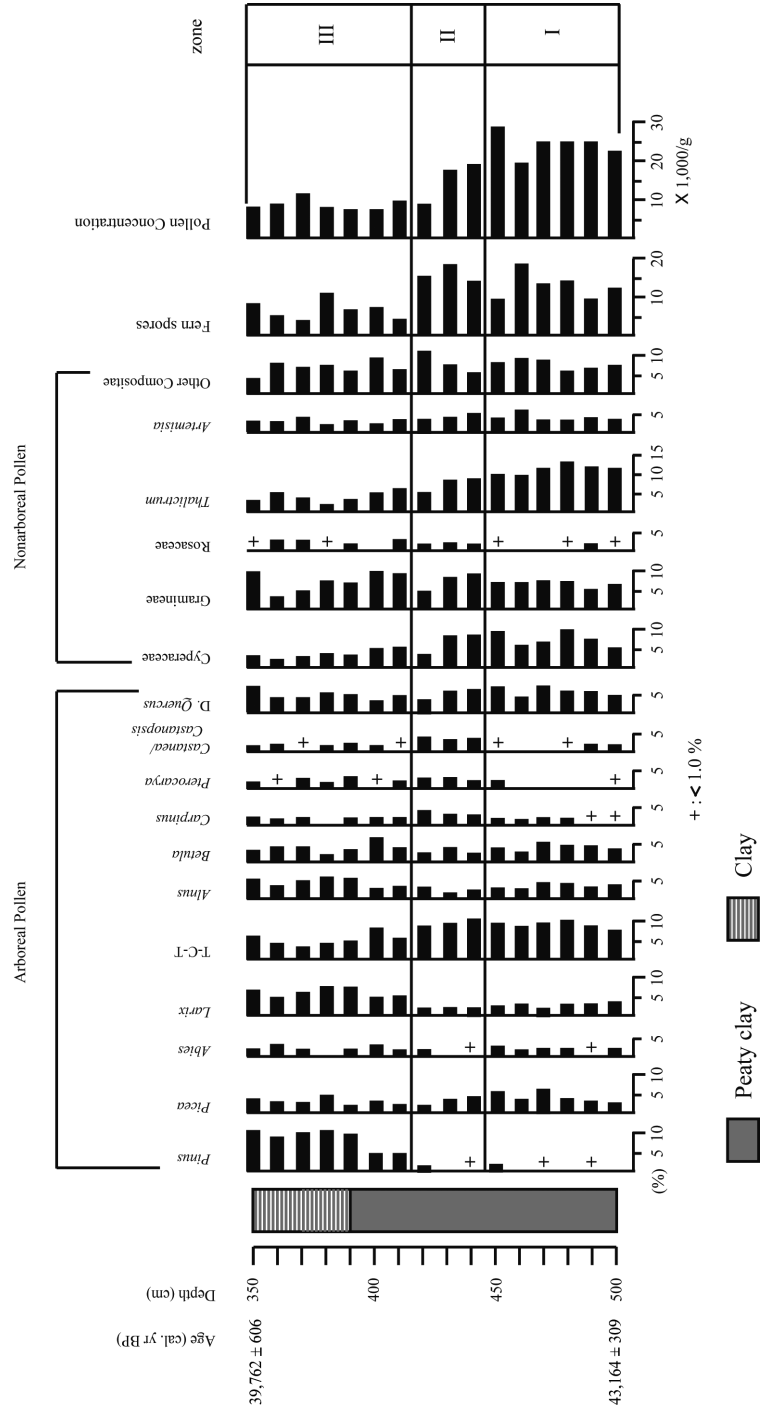 Age (cal. yr BP)
39,762 ± 606
43,164 ± 309
Depth (cm)
350
400
450
500
(%)
Arboreal Pollen
Pinus
5 10
+ + +
Picea
5 10
Abies
5
+ +
Larix
5 10
T-C-T
5 10
Alnus
5
Betula
5
Carpinus
5
+ +
Pterocarya
5
+ + +
Castanea/
Castanopsis
5
+ + + +
D. Quercus
5
Nonarboreal Pollen
Cyperaceae
5 10
Gramineae
5 10
Rosaceae
5
+ + + + +
Thalictrum
5 10 15
Artemisia
5
Other Compositae
5 10
Fern spores
10 20
Pollen Concentration
10 20 30
X 1,000/g
zone
III
II
I
+ : < 1.0 %
Peaty clay
Clay